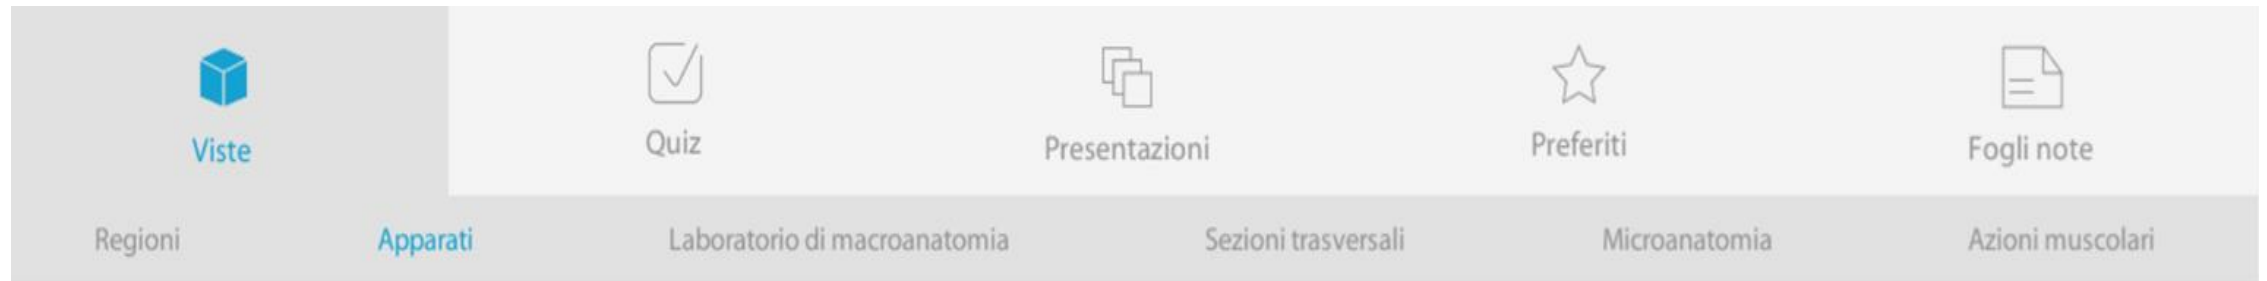 Viste
Quiz
Presentazioni
Preferiti
Fogli note
Regioni
Apparati
Laboratorio di macroanatomia
Sezioni trasversali
Microanatomia
Azioni muscolari